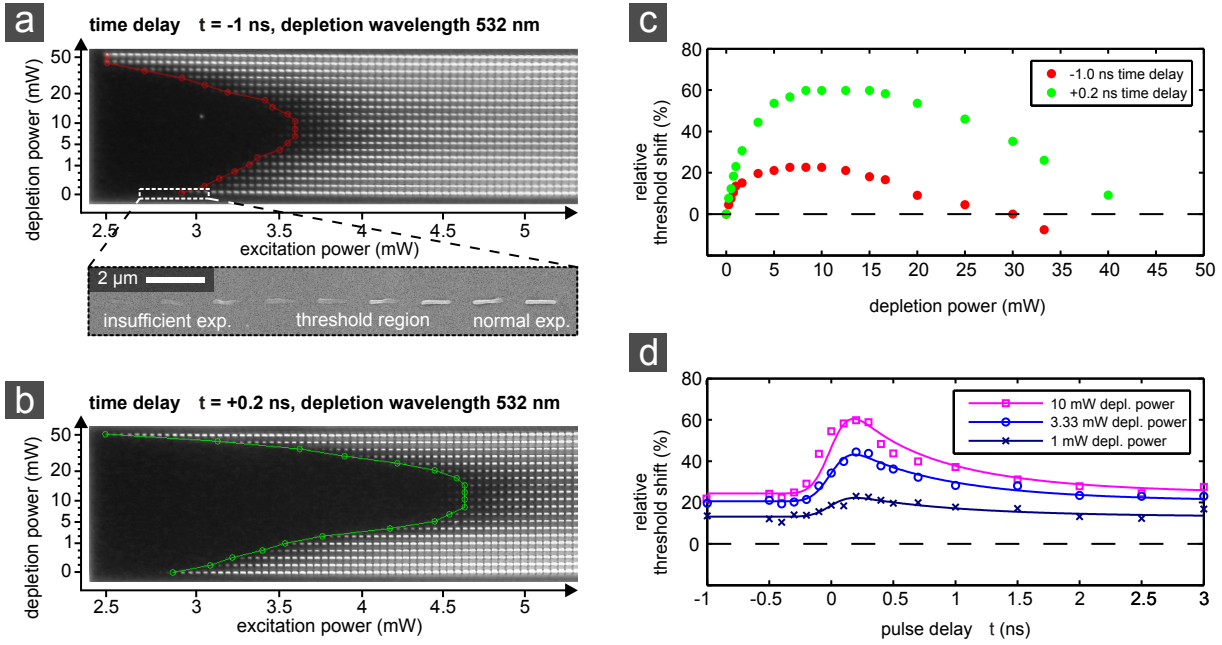 a
time delay t = -1 ns, depletion wavelength 532 nm
depletion power (mW)
50
20
10
5
1
0
2.5 3 3.5 4 4.5 5
excitation power (mW)
2 µm
insufficient exp. threshold region normal exp.
b
time delay t = +0.2 ns, depletion wavelength 532 nm
depletion power (mW)
50
20
10
5
1
0
2.5 3 3.5 4 4.5 5
excitation power (mW)
c
relative
threshold shift (%)
80
60
40
20
0
-1.0 ns time delay
+0.2 ns time delay
0 5 10 15 20 25 30 35 40 45 50
depletion power (mW)
d
relative
threshold shift (%)
80
60
40
20
0
10 mW depl. power
3.33 mW depl. power
1 mW depl. power
-1 -0.5 0 0.5 1 1.5 2 2.5 3
pulse delay t (ns)